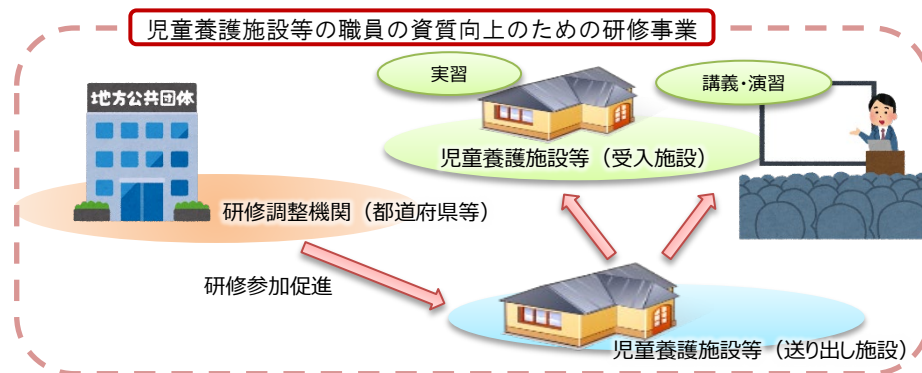 児童養護施設等の職員の資質向上のための研修事業
実習
講義・演習
地方公共団体
児童養護施設等（受入施設）
研修調整機関（都道府県等）
研修参加促進
児童養護施設等（送り出し施設）